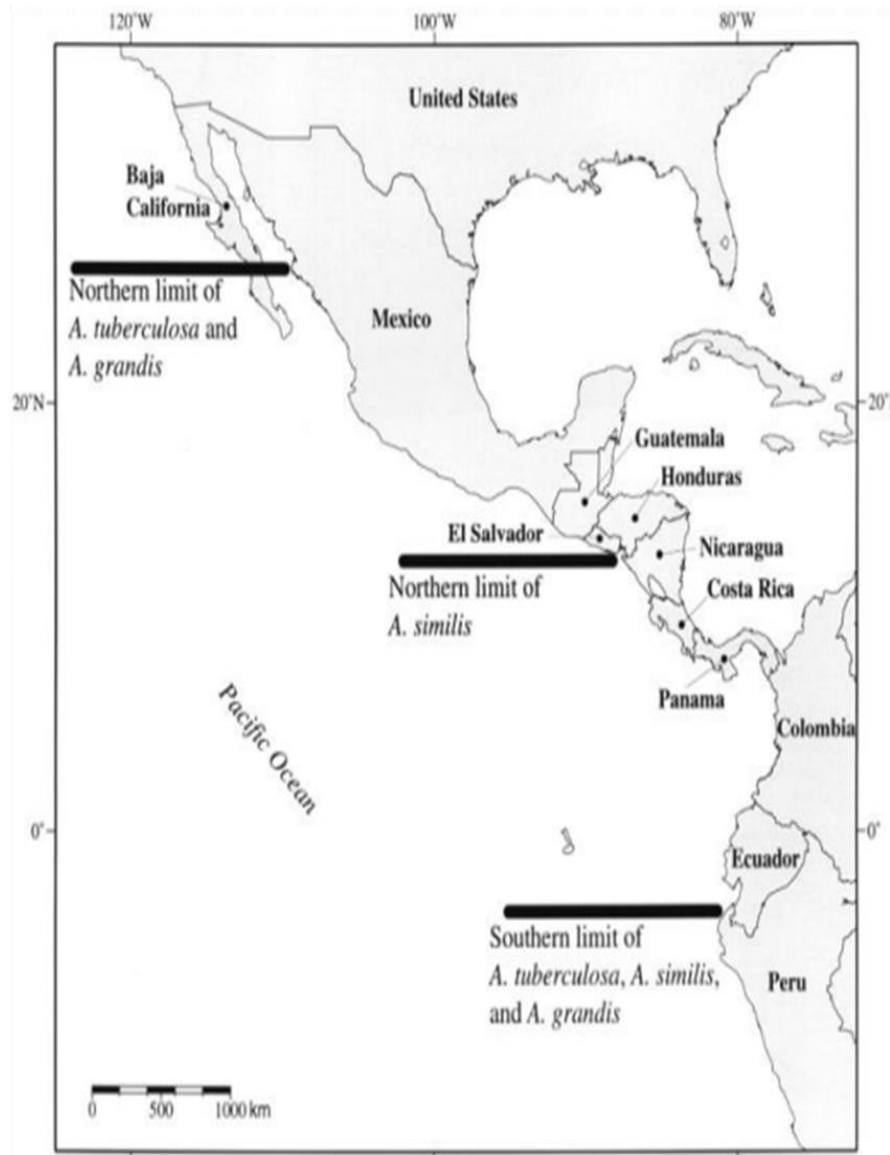 120°W 100°W 80°W
United States
Baja
California
Northern limit of
A. tuberculosa and
A. grandis
Mexico
20°N 20°
Guatemala
Honduras
El Salvador
Nicaragua
Northern limit of
A. similis
Costa Rica
Panama
Pacific Ocean
Colombia
0° 0°
Ecuador
Southern limit of
A. tuberculosa, A. similis,
and A. grandis
Peru
0 500 1000 km